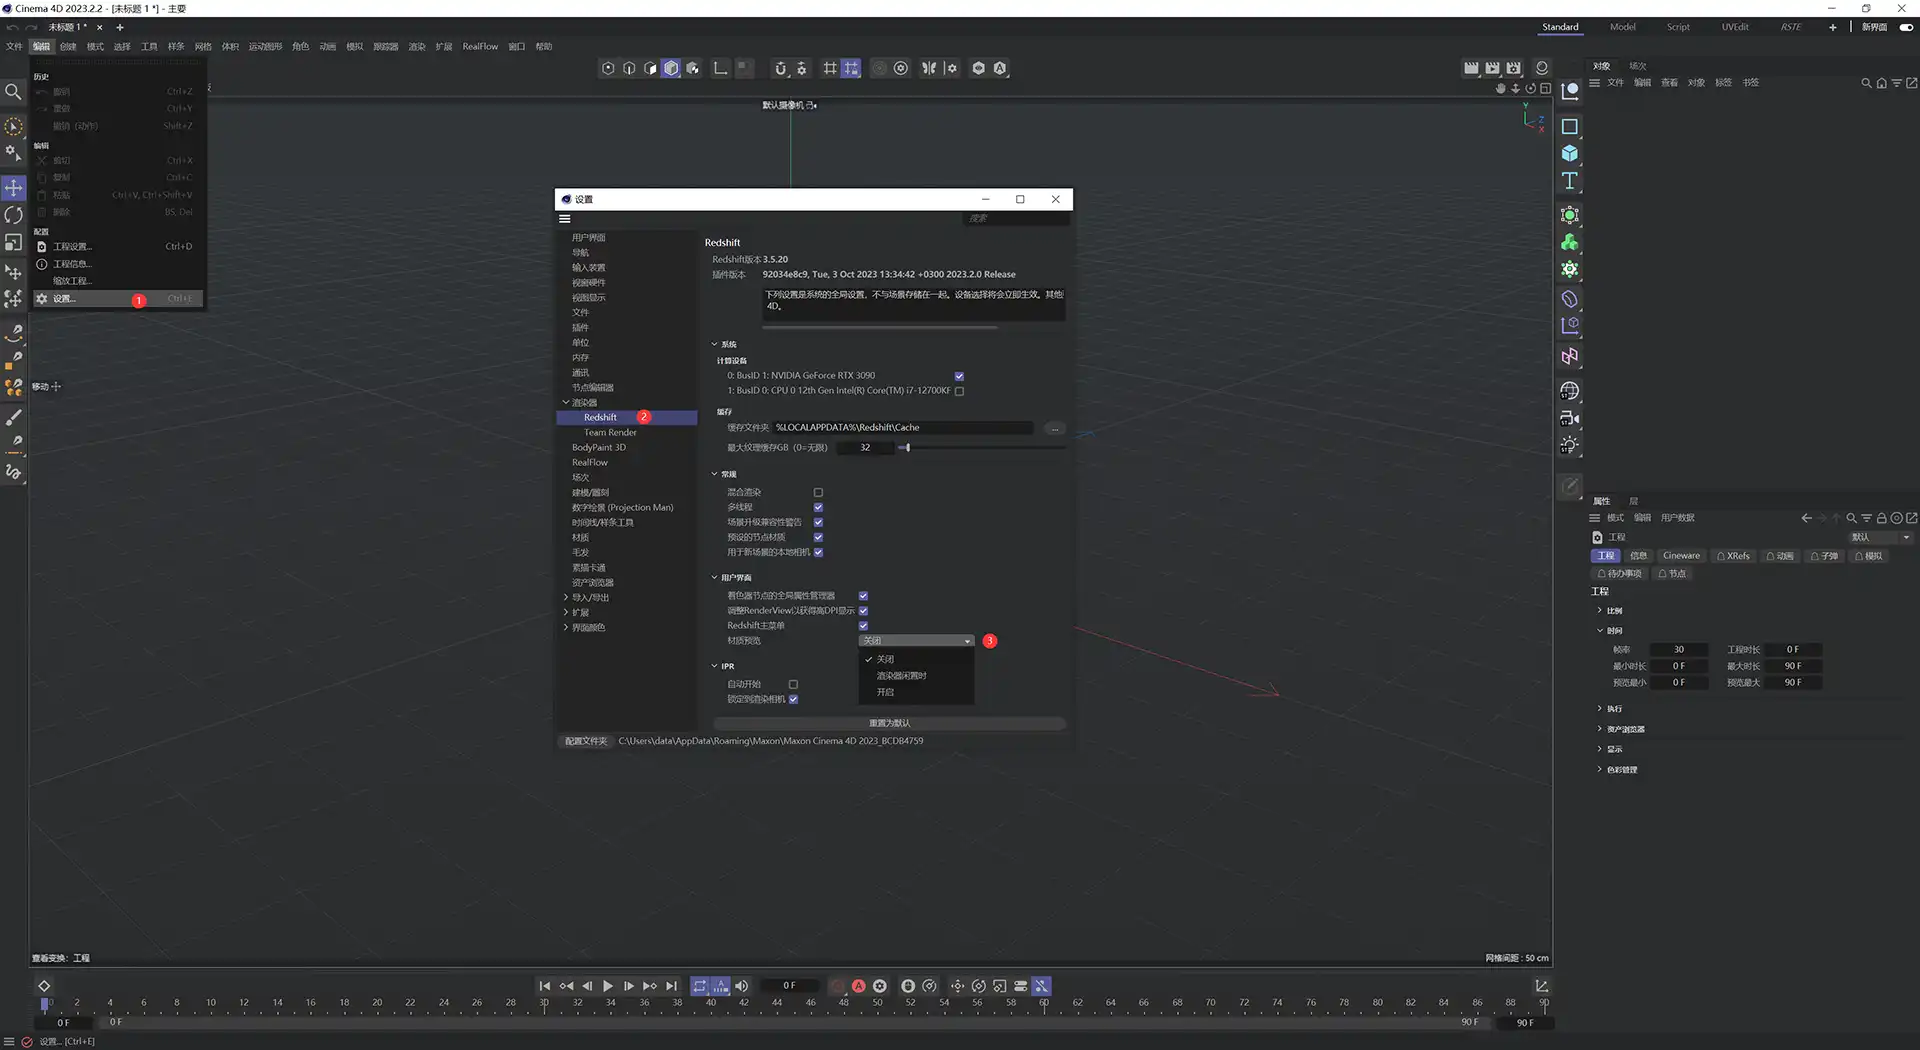 Cinema 4D 2023.2.2 - [未标题 1 *] - 主要
未标题 1 *
Standard
Model
Script
UVEdit
RSTE
新界面
文件 编辑 创建 模式 选择 工具 样条 网格 体积 运动图形 角色 动画 模拟 跟踪器 渲染 扩展 RealFlow 窗口 帮助
历史
撤销 Ctrl+Z
重做 Ctrl+Y
撤销 (动作) Shift+Z
编辑
剪切 Ctrl+X
复制 Ctrl+C
粘贴 Ctrl+V, Ctrl+Shift+V
删除 BS, Del
配置
工程设置... Ctrl+D
工程信息...
缩放工程...
设置... 1 Ctrl+E
移动
默认摄像机
Y
Z
X
设置
搜索
用户界面
导航
输入装置
视窗硬件
视图显示
文件
插件
单位
内存
通讯
节点编辑器
渲染器
Redshift 2
Team Render
BodyPaint 3D
RealFlow
场次
建模/雕刻
数字绘景 (Projection Man)
时间线/样条工具
材质
毛发
素描卡通
资产浏览器
导入/导出
扩展
界面颜色
Redshift
Redshift版本 3.5.20
插件版本 92034e8c9, Tue, 3 Oct 2023 13:34:42 +0300 2023.2.0 Release
下列设置是系统的全局设置，不与场景存储在一起。设备选择将会立即生效。其他
4D。
系统
计算设备
0: BusID 1: NVIDIA GeForce RTX 3090
1: BusID 0: CPU 0 12th Gen Intel(R) Core(TM) i7-12700KF
缓存
缓存文件夹 %LOCALAPPDATA%\Redshift\Cache ...
最大纹理缓存GB（0=无限） 32
常规
混合渲染
多线程
场景升级兼容性警告
预设的节点材质
用于新场景的本地相机
用户界面
着色器节点的全局属性管理器
调整RenderView以获得高DPI显示
Redshift主菜单
材质预览 关闭 3
关闭
渲染器闲置时
开启
IPR
自动开始
锁定到渲染相机
重置为默认
配置文件夹 C:\Users\data\AppData\Roaming\Maxon\Maxon Cinema 4D 2023_BCDB4759
对象 场次
文件 编辑 查看 对象 标签 书签
属性 层
模式 编辑 用户数据
工程 默认
工程 信息 Cineware XRefs 动画 子弹 模拟
待办事项 节点
工程
比例
时间
帧率 30 工程时长 0 F
最小时长 0 F 最大时长 90 F
预览最小 0 F 预览最大 90 F
执行
资产浏览器
显示
色彩管理
查看变换：工程
网格间距 : 50 cm
0 F
0 2 4 6 8 10 12 14 16 18 20 22 24 26 28 30 32 34 36 38 40 42 44 46 48 50 52 54 56 58 60 62 64 66 68 70 72 74 76 78 80 82 84 86 88 90
0 F 0 F 90 F 90 F
设置... [Ctrl+E]